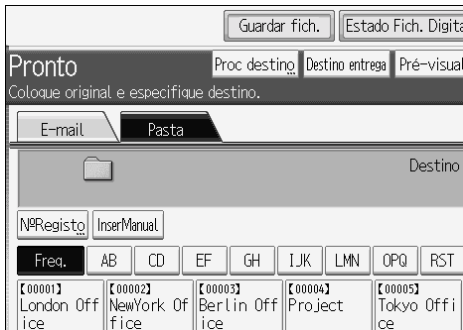 Guardar fich. Estado Fich. Digita
Pronto Proc destino Destino entrega Pré-visual
Coloque original e especifique destino.
E-mail Pasta
Destino
NºRegisto InserManual
Freq. AB CD EF GH IJK LMN OPQ RST
【00001】 【00002】 【00003】 【00004】 【00005】
London Off NewYork Of Berlin Off Project Tokyo Offi
ice ffice ice ce